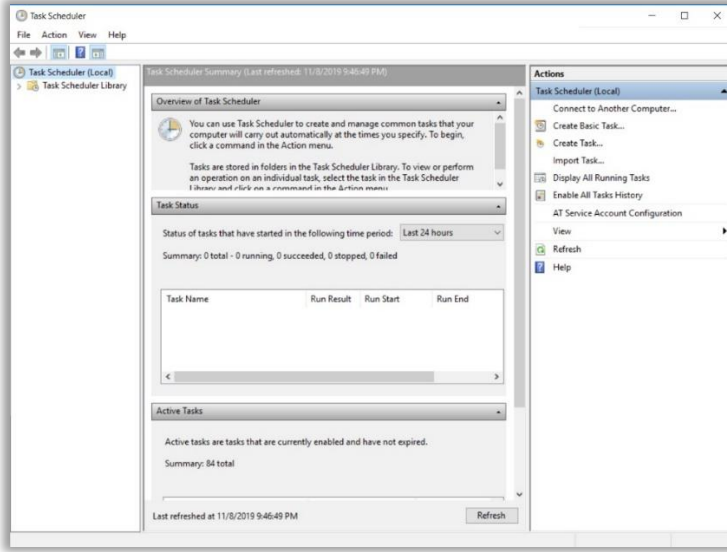 Task Scheduler
File Action View Help
Task Scheduler (Local)
Task Scheduler Library
Task Scheduler Summary (Last refreshed: 11/8/2019 9:46:49 PM)
Overview of Task Scheduler
You can use Task Scheduler to create and manage common tasks that your
computer will carry out automatically at the times you specify. To begin,
click a command in the Action menu.
Tasks are stored in folders in the Task Scheduler Library. To view or perform
an operation on an individual task, select the task in the Task Scheduler
Library and click on a command in the Action menu.
Task Status
Status of tasks that have started in the following time period: Last 24 hours
Summary: 0 total - 0 running, 0 succeeded, 0 stopped, 0 failed
Task Name Run Result Run Start Run End
Active Tasks
Active tasks are tasks that are currently enabled and have not expired.
Summary: 84 total
Last refreshed at 11/8/2019 9:46:49 PM Refresh
Actions
Task Scheduler (Local)
Connect to Another Computer...
Create Basic Task...
Create Task...
Import Task...
Display All Running Tasks
Enable All Tasks History
AT Service Account Configuration
View
Refresh
Help